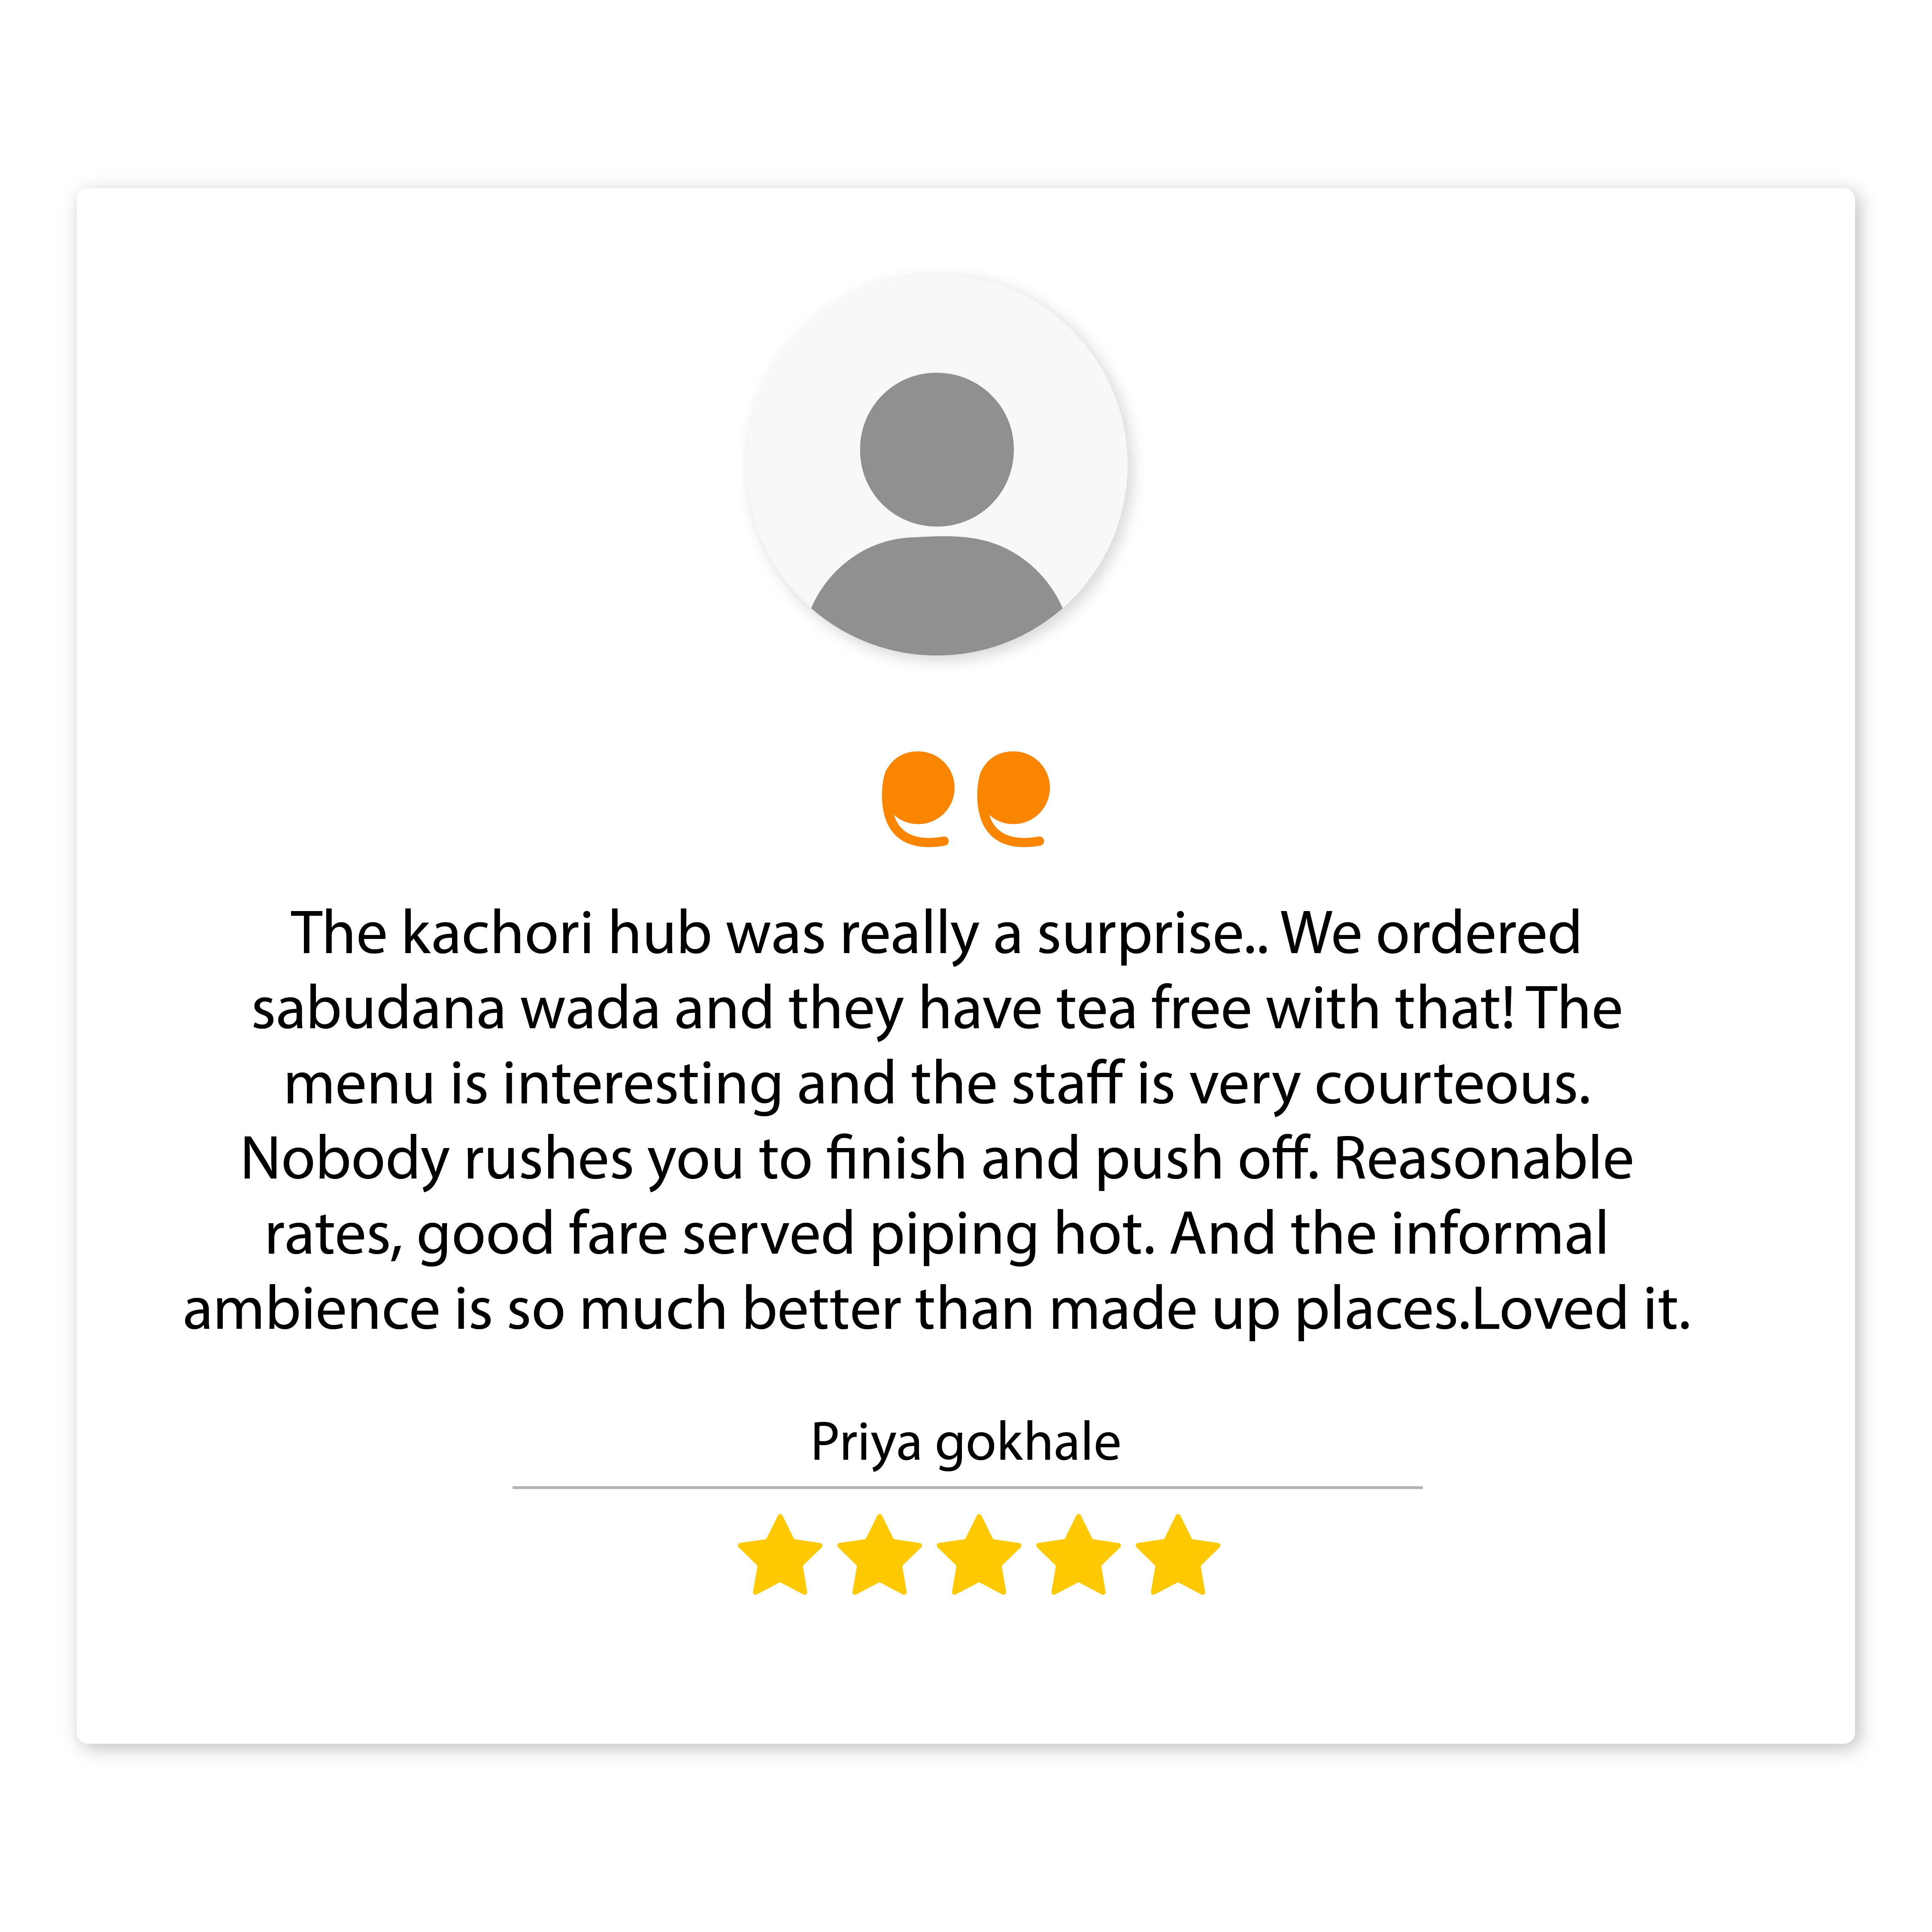 The kachori hub was really a surprise.. We ordered
sabudana wada and they have tea free with that! The
menu is interesting and the staff is very courteous.
Nobody rushes you to finish and push off. Reasonable
rates, good fare served piping hot. And the informal
ambience is so much better than made up places.Loved it.
Priya gokhale